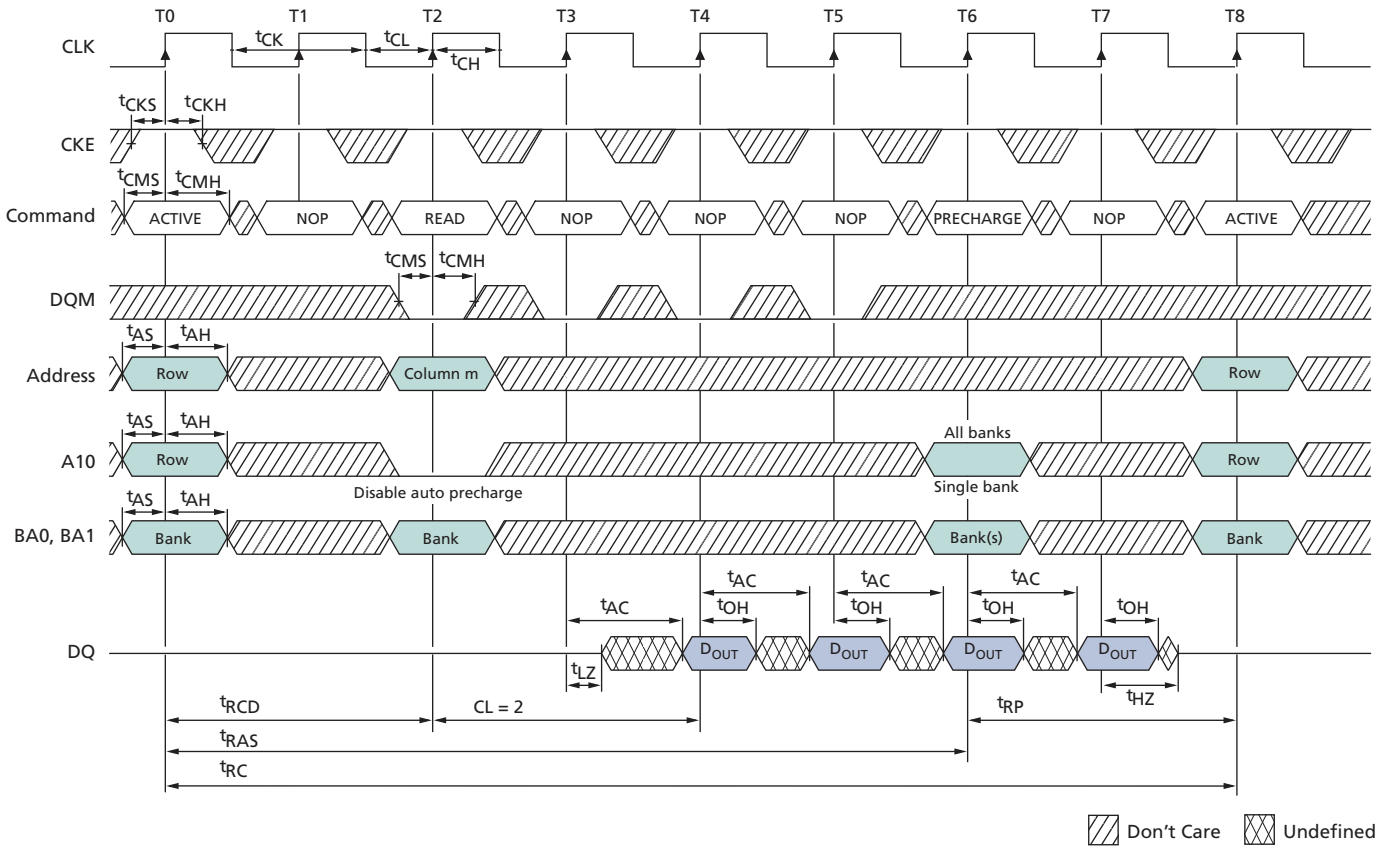 T0 T1 T2 T3 T4 T5 T6 T7 T8
CLK tCK tCL tCH
tCKS tCKH
CKE
tCMS tCMH
Command ACTIVE NOP READ NOP NOP NOP PRECHARGE NOP ACTIVE
tCMS tCMH
DQM
tAS tAH
Address Row Column m Row
tAS tAH All banks
A10 Row Row
Disable auto precharge Single bank
tAS tAH
BA0, BA1 Bank Bank Bank(s) Bank
tAC tAC tAC tAC
tOH tOH tOH tOH
DQ DOUT DOUT DOUT DOUT
tLZ tHZ
tRCD CL = 2 tRP
tRAS
tRC
Don't Care Undefined